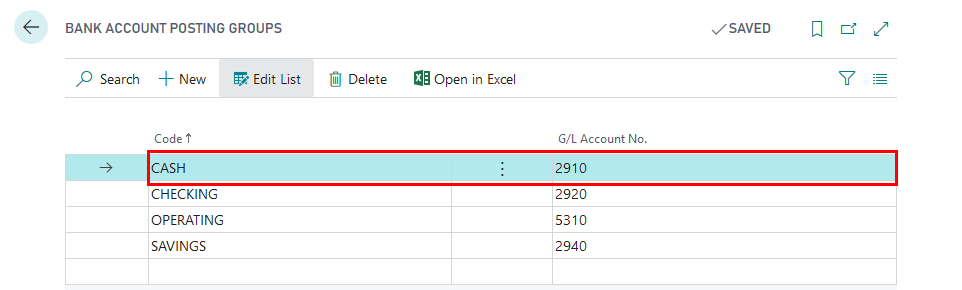 BANK ACCOUNT POSTING GROUPS
SAVED
Search New Edit List Delete Open in Excel
Code ↑ G/L Account No.
CASH 2910
CHECKING 2920
OPERATING 5310
SAVINGS 2940